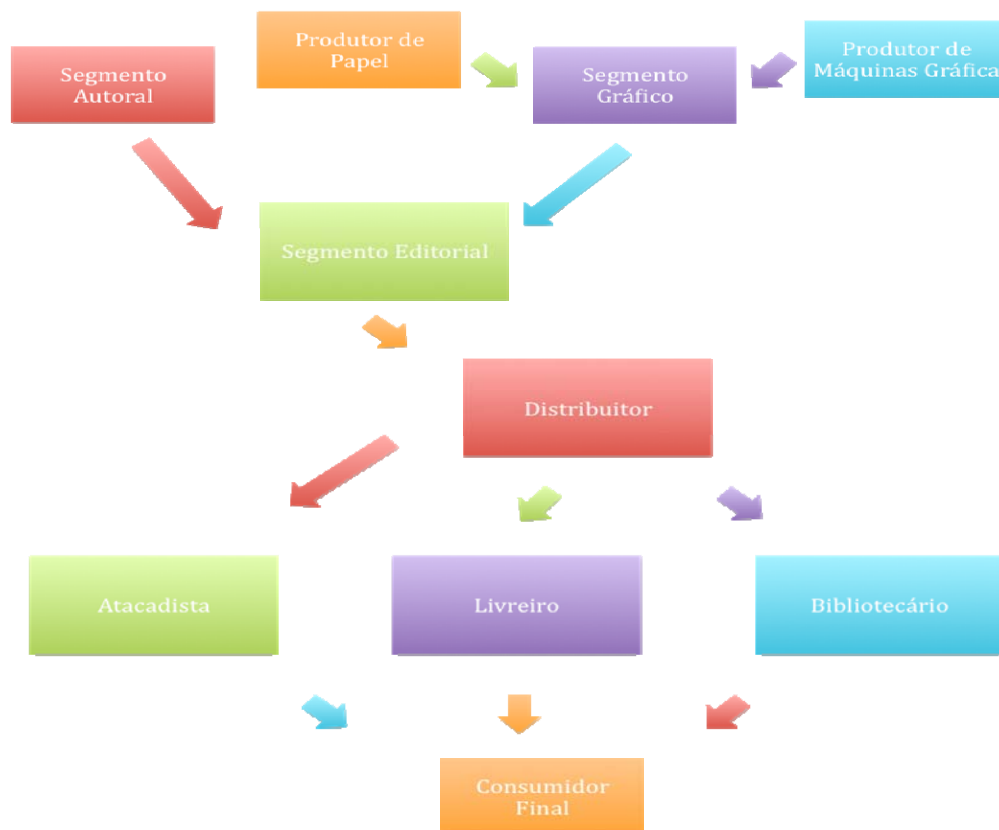 Segmento
Autoral
Produtor de
Papel
Segmento
Gráfico
Produtor de
Máquinas Gráfica
Segmento Editorial
Distribuitor
Atacadista
Livreiro
Bibliotecário
Consumidor
Final